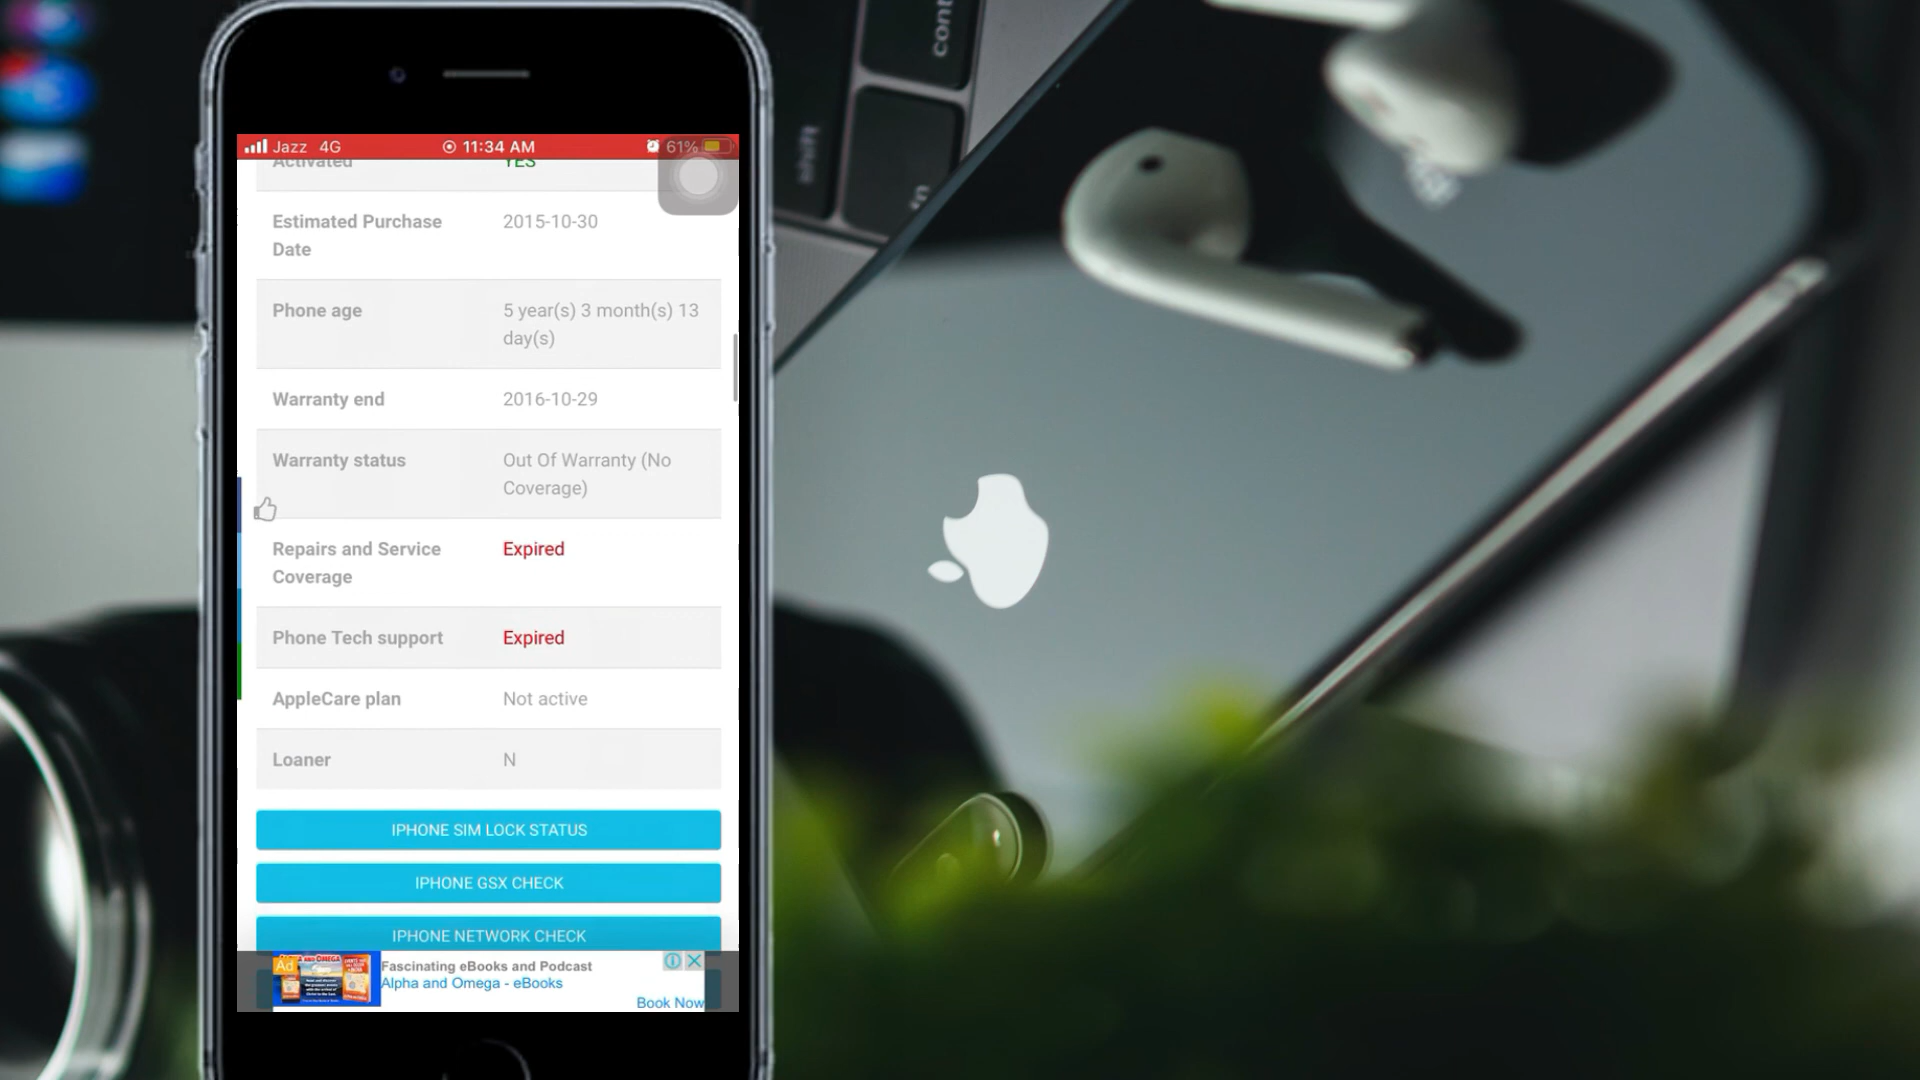 Jazz 4G 11:34 AM 61%
Activated YES
Estimated Purchase Date 2015-10-30
Phone age 5 year(s) 3 month(s) 13 day(s)
Warranty end 2016-10-29
Warranty status Out Of Warranty (No Coverage)
Repairs and Service Coverage Expired
Phone Tech support Expired
AppleCare plan Not active
Loaner N
IPHONE SIM LOCK STATUS
IPHONE GSX CHECK
IPHONE NETWORK CHECK
Ad
Fascinating eBooks and Podcast
Alpha and Omega - eBooks
Book Now
cont